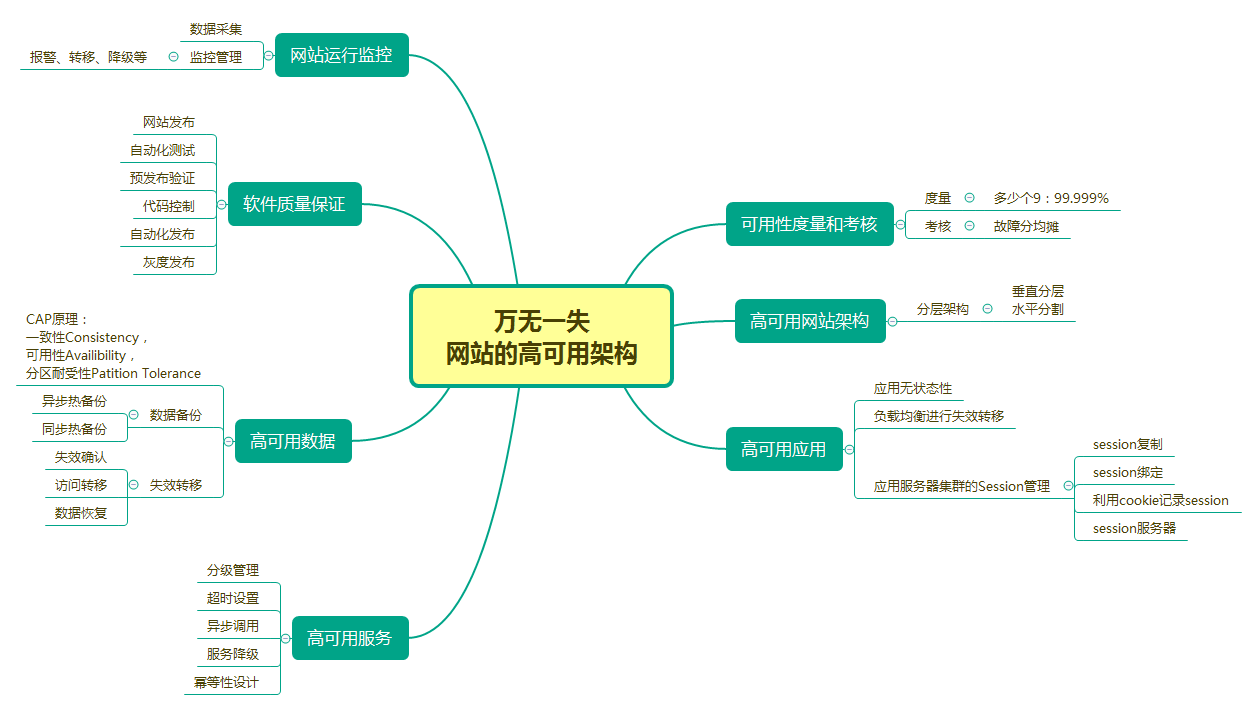 万无一失
网站的高可用架构
可用性度量和考核
度量
多少个9：99.999%
考核
故障分均摊
高可用网站架构
分层架构
垂直分层
水平分割
高可用应用
应用无状态性
负载均衡进行失效转移
应用服务器集群的Session管理
session复制
session绑定
利用cookie记录session
session服务器
高可用服务
分级管理
超时设置
异步调用
服务降级
幂等性设计
高可用数据
CAP原理：
一致性Consistency，
可用性Availibility，
分区耐受性Patition Tolerance
数据备份
异步热备份
同步热备份
失效转移
失效确认
访问转移
数据恢复
软件质量保证
网站发布
自动化测试
预发布验证
代码控制
自动化发布
灰度发布
网站运行监控
数据采集
监控管理
报警、转移、降级等